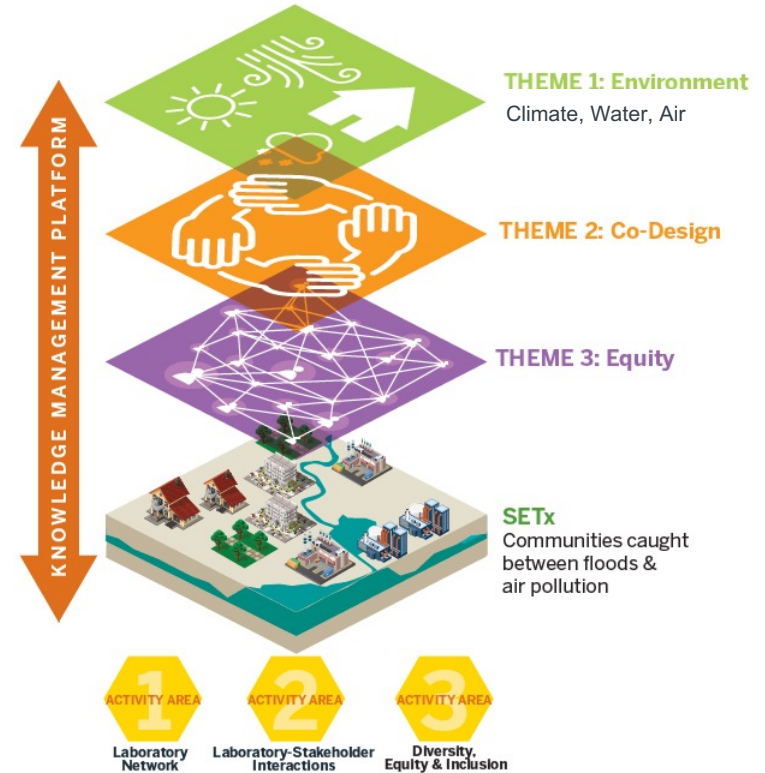 KNOWLEDGE MANAGEMENT PLATFORM
THEME 1: Environment
Climate, Water, Air
THEME 2: Co-Design
THEME 3: Equity
SETx
Communities caught
between floods &
air pollution
1
ACTIVITY AREA
Laboratory
Network
2
ACTIVITY AREA
Laboratory-Stakeholder
Interactions
3
ACTIVITY AREA
Diversity,
Equity & Inclusion